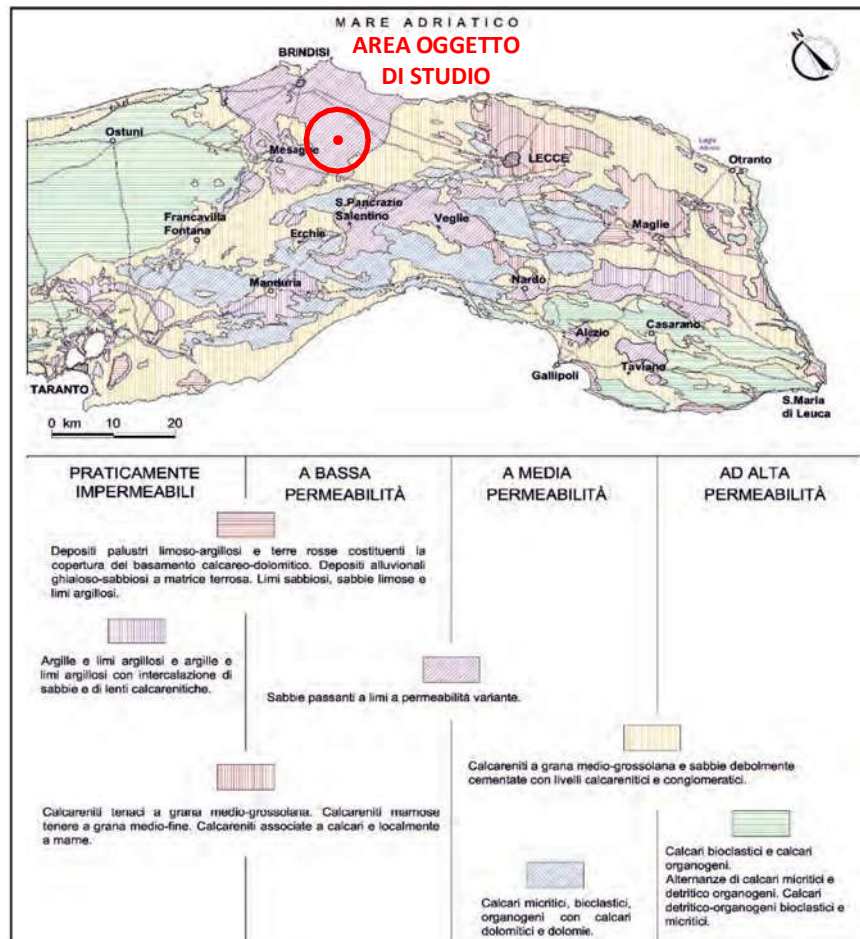 MARE ADRIATICO
AREA OGGETTO
DI STUDIO
BRINDISI
N
Ostuni
Mesagne
LECCE
Laghi
Alimini
Otranto
Francavilla
Fontana
S.Pancrazio
Salentino
Erchie
Veglie
Maglie
Manduria
Nardò
Alezio
Casarano
TARANTO
Gallipoli
Taviano
S.Maria
di Leuca
0 km 10 20
PRATICAMENTE
IMPERMEABILI
A BASSA
PERMEABILITÀ
A MEDIA
PERMEABILITÀ
AD ALTA
PERMEABILITÀ
Depositi palustri limoso-argillosi e terre rosse costituenti la
copertura del basamento calcareo-dolomitico. Depositi alluvionali
ghiaioso-sabbiosi a matrice terrosa. Limi sabbiosi, sabbie limose e
limi argillosi.
Argille e limi argillosi e argille e
limi argillosi con intercalazione di
sabbie e di lenti calcarenitiche.
Sabbie passanti a limi a permeabilità variante.
Calcareniti a grana medio-grossolana e sabbie debolmente
cementate con livelli calcarenitici e conglomeratici.
Calcareniti tenaci a grana medio-grossolana. Calcareniti marnose
tenere a grana medio-fine. Calcareniti associate a calcari e localmente
a marne.
Calcari micritici, bioclastici,
organogeni con calcari
dolomitici e dolomie.
Calcari bioclastici e calcari
organogeni.
Alternanze di calcari micritici e
detritico organogeni. Calcari
detritico-organogeni bioclastici e
micritici.